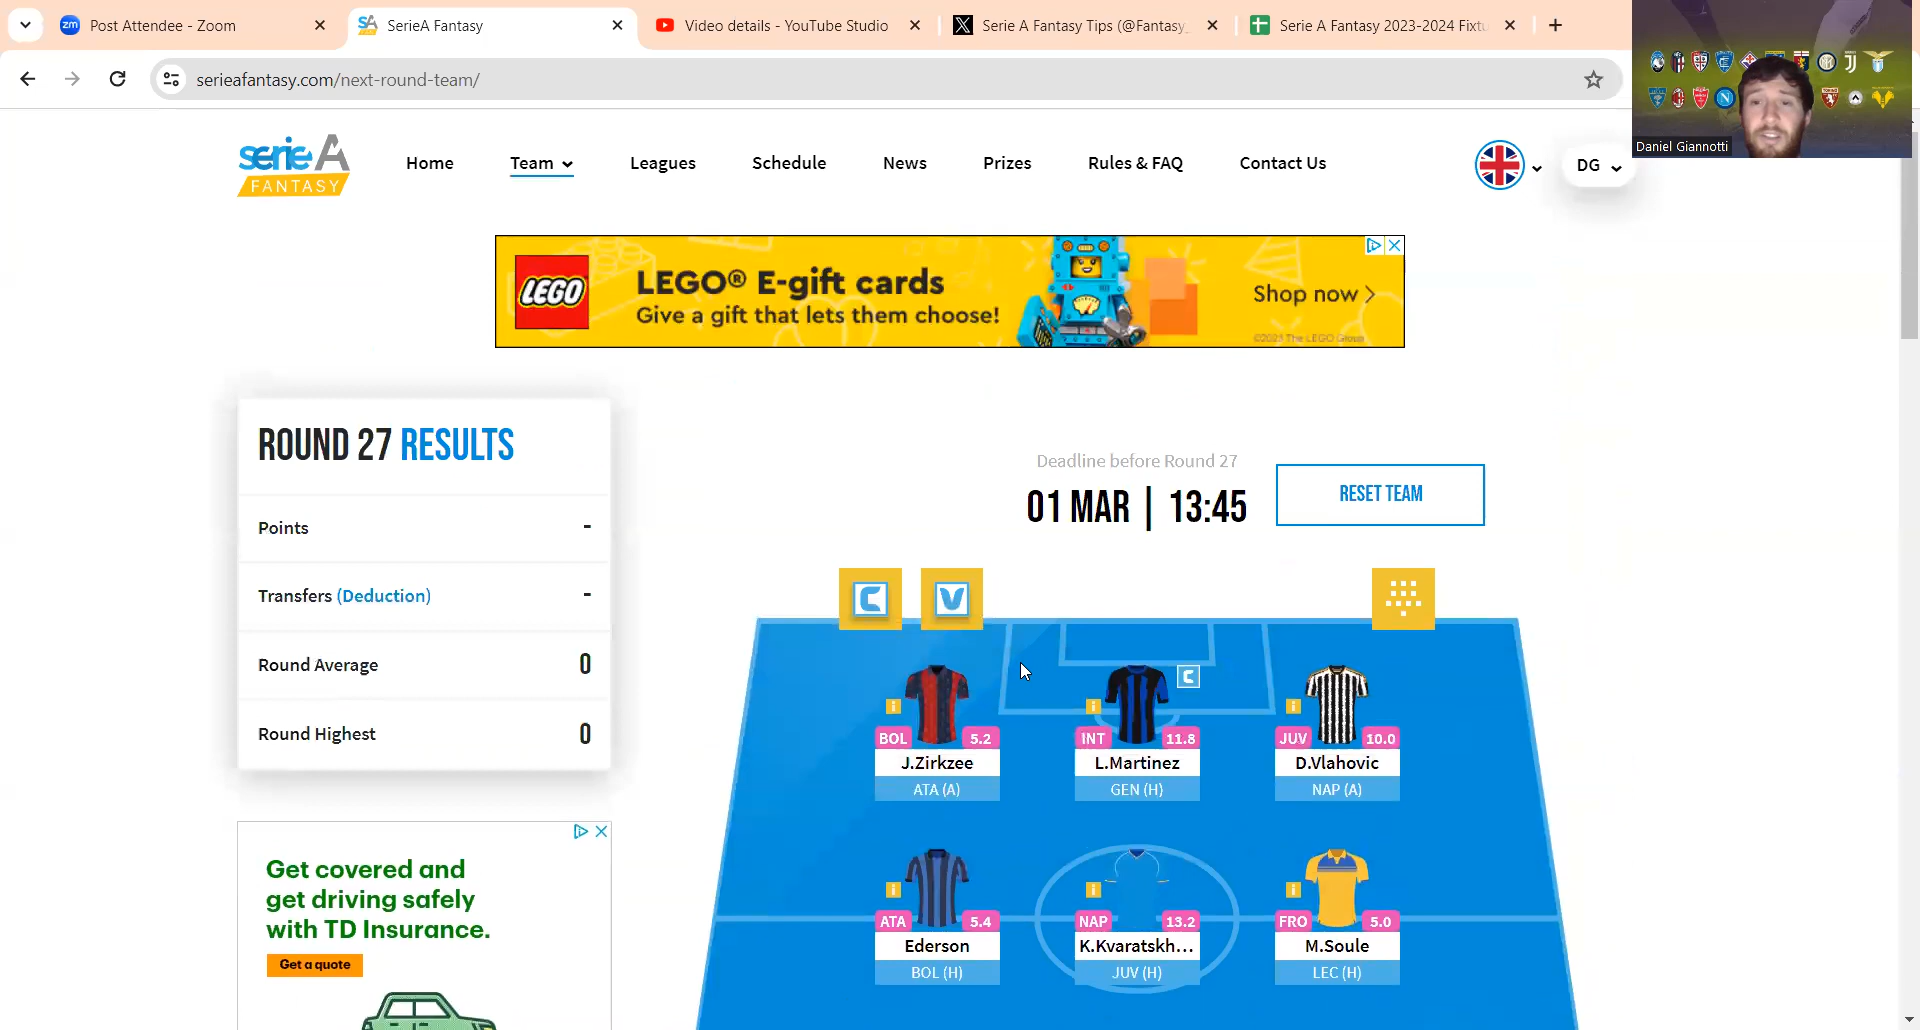 zm Post Attendee - Zoom
SerieA Fantasy
Video details - YouTube Studio
Serie A Fantasy Tips (@Fantasy_
Serie A Fantasy 2023-2024 Fixtu
serieafantasy.com/next-round-team/
Daniel Giannotti
serie A
FANTASY
Home
Team
Leagues
Schedule
News
Prizes
Rules & FAQ
Contact Us
DG
LEGO
LEGO® E-gift cards
Give a gift that lets them choose!
Shop now
ROUND 27 RESULTS
Points -
Transfers (Deduction) -
Round Average 0
Round Highest 0
Deadline before Round 27
01 MAR | 13:45
RESET TEAM
C
V
BOL 5.2
J.Zirkzee
ATA (A)
C
INT 11.8
L.Martinez
GEN (H)
JUV 10.0
D.Vlahovic
NAP (A)
ATA 5.4
Ederson
BOL (H)
NAP 13.2
K.Kvaratskh...
JUV (H)
FRO 5.0
M.Soule
LEC (H)
Get covered and
get driving safely
with TD Insurance.
Get a quote